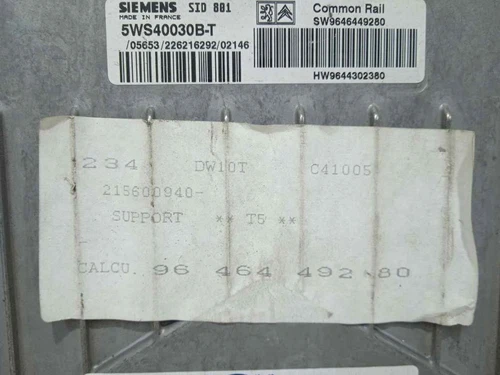 SIEMENS SID 801
MADE IN FRANCE
5WS40030B-T
/05653/226216292/02146
Common Rail
SW9646449280
HW9644302380
234 DW10T C41005
215600940-
SUPPORT ** T5 **
CALCU. 96 464 492 80